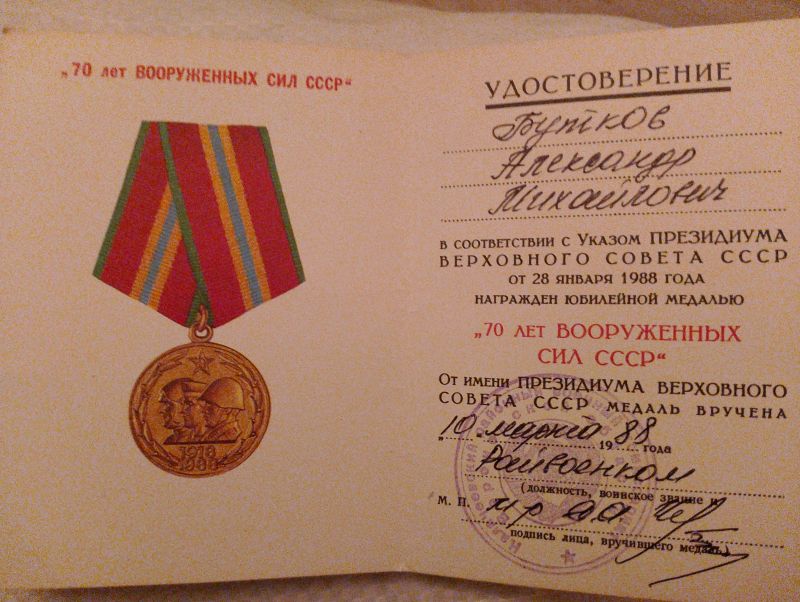 „70 лет ВООРУЖЕННЫХ СИЛ СССР“
1918
1988
УДОСТОВЕРЕНИЕ
Бутков
Александр
Михайлович
в соответствии с Указом ПРЕЗИДИУМА
ВЕРХОВНОГО СОВЕТА СССР
от 28 января 1988 года
награжден юбилейной медалью
„70 лет ВООРУЖЕННЫХ
СИЛ СССР“
От имени ПРЕЗИДИУМА ВЕРХОВНОГО
СОВЕТА СССР медаль вручена
„10„ марта 1988 года
Райвоенком
(должность, воинское звание и
М. П.
подпись лица, вручившего медаль)